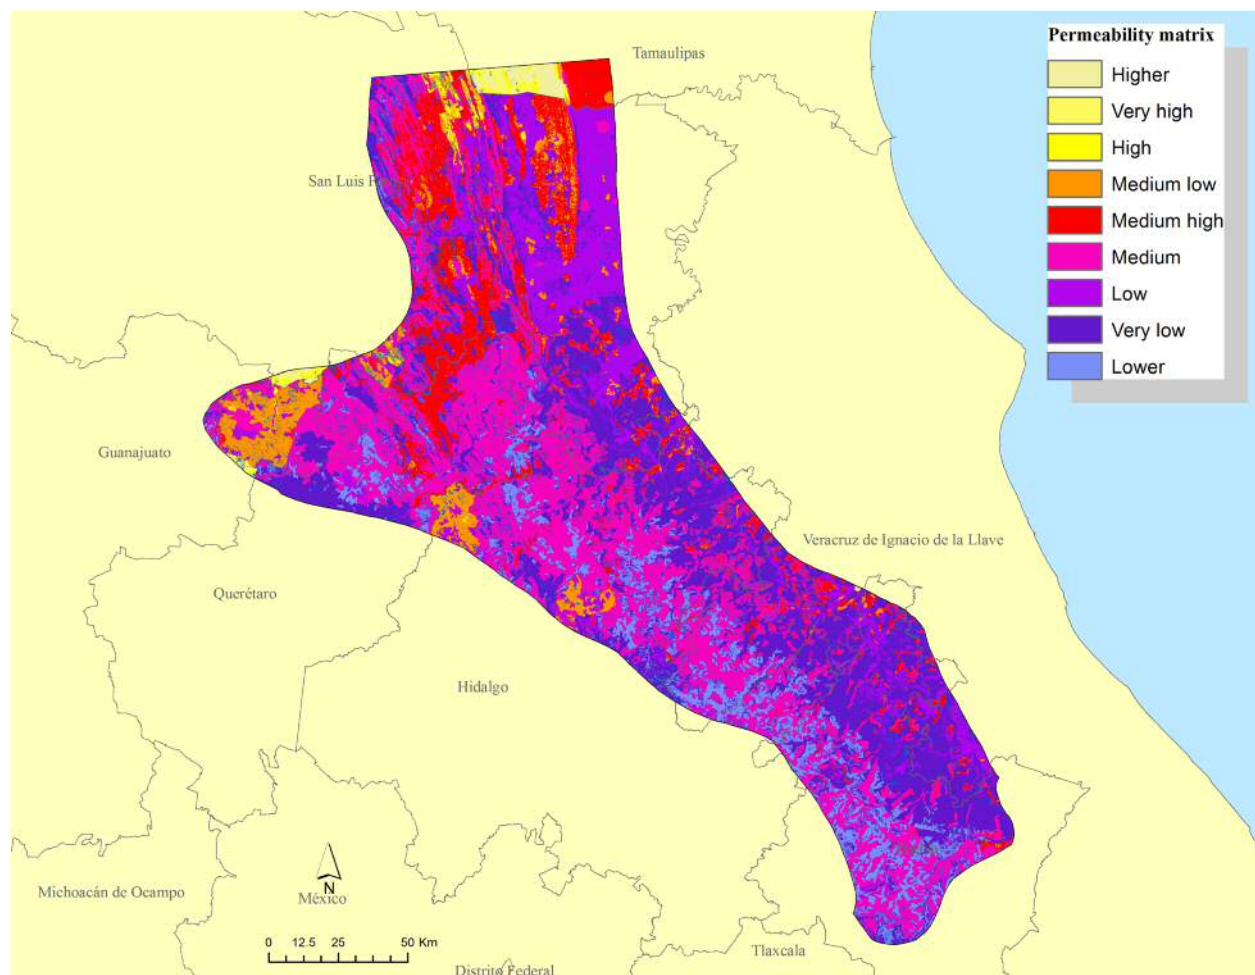 Permeability matrix
Higher
Very high
High
Medium low
Medium high
Medium
Low
Very low
Lower
Tamaulipas
San Luis P
Guanajuato
Veracruz de Ignacio de la Llave
Querétaro
Hidalgo
Michoacán de Ocampo
México
N
0 12.5 25 50 Km
Tlaxcala
Distrito Federal